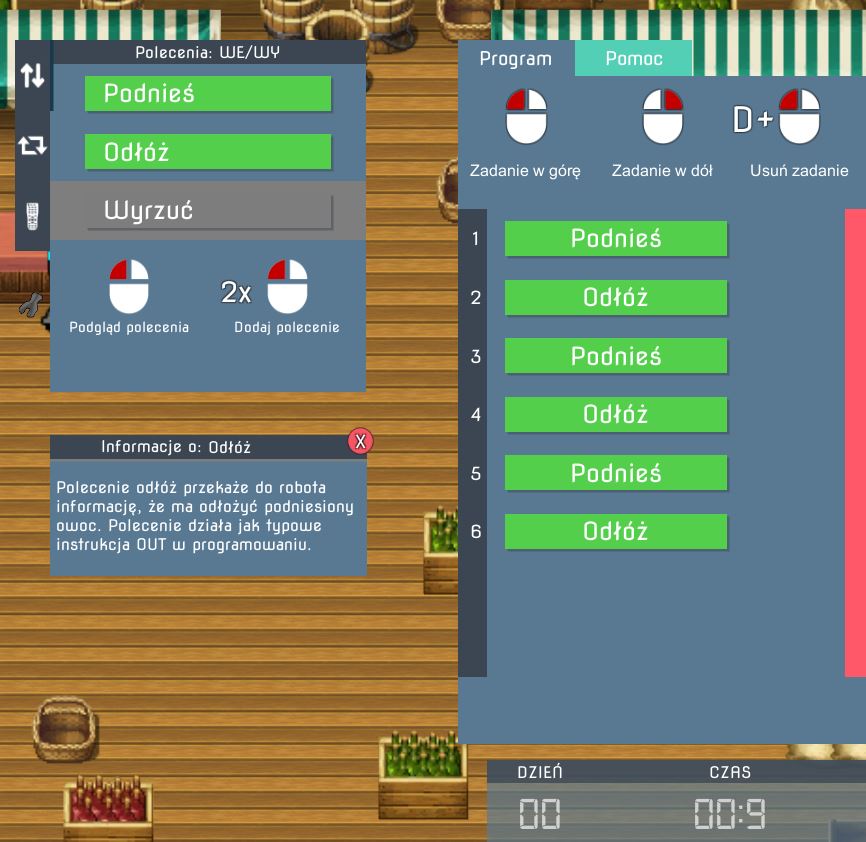 Polecenia: WE/WY
Podnieś
Odłóż
Wyrzuć
2x
Podgląd polecenia
Dodaj polecenie
Informacje o: Odłóż
X
Polecenie odłóż przekaże do robota
informację, że ma odłożyć podniesiony
owoc. Polecenie działa jak typowe
instrukcja OUT w programowaniu.
Program
Pomoc
D+
Zadanie w górę
Zadanie w dół
Usuń zadanie
1 Podnieś
2 Odłóż
3 Podnieś
4 Odłóż
5 Podnieś
6 Odłóż
DZIEŃ
CZAS
00
00:9